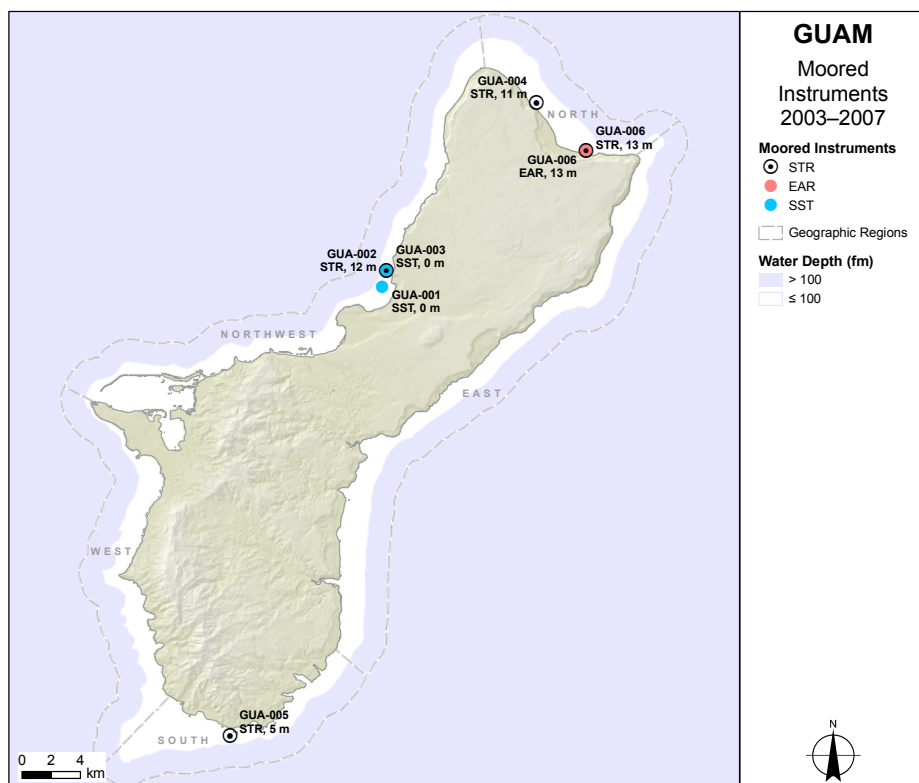 GUAM
Moored
Instruments
2003–2007
Moored Instruments
STR
EAR
SST
Geographic Regions
Water Depth (fm)
> 100
≤ 100
GUA-004
STR, 11 m
NORTH
GUA-006
STR, 13 m
GUA-006
EAR, 13 m
GUA-002
STR, 12 m
GUA-003
SST, 0 m
GUA-001
SST, 0 m
NORTHWEST
EAST
WEST
GUA-005
STR, 5 m
SOUTH
0 2 4
km
N